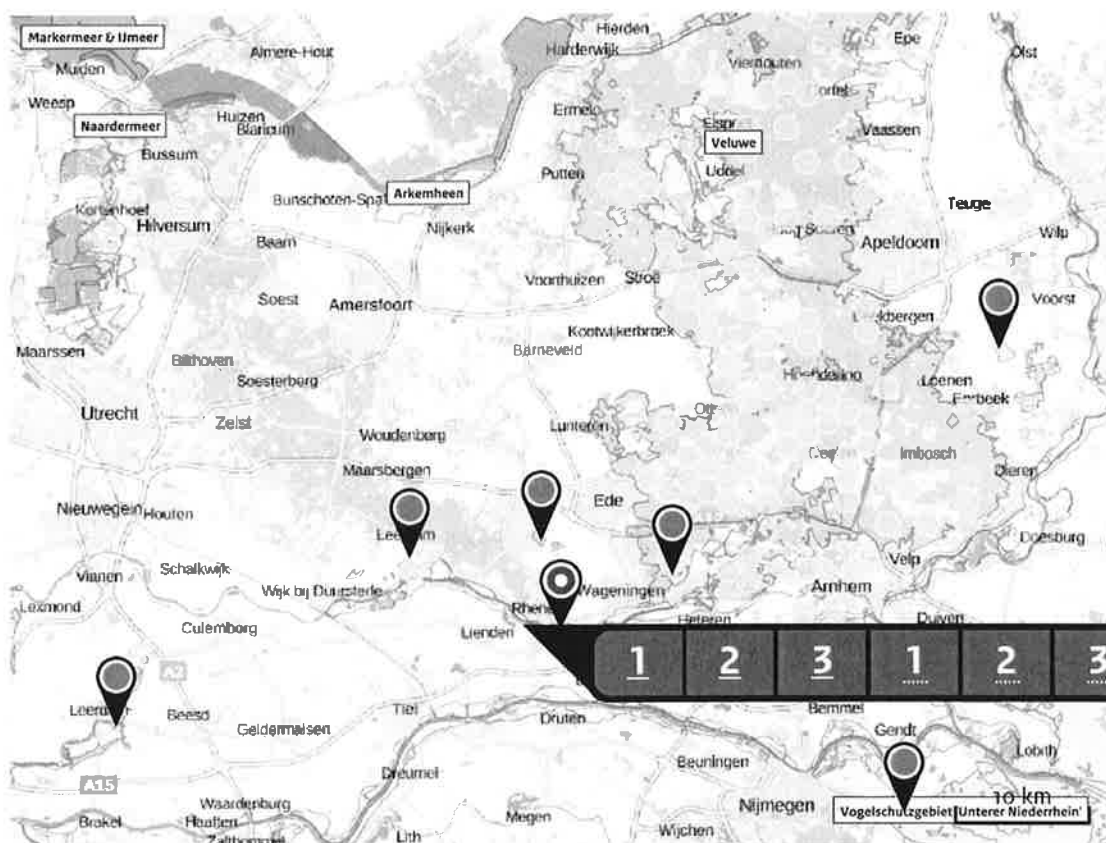 Markermeer & IJmeer
Muiden
Weesp
Almere-Hout
Hierden
Harderwijk
Epe
Olst
Vierhouten
Naardermeer
Huizen
Blaricum
Ermelo
Vaassen
Veluwe
Bussum
Putten
Uddel
Arkemheen
Kortenhoef
Hilversum
Nijkerk
Teuge
Baarn
Apeldoorn
Wilp
Voorthuizen
Stroe
Soest
Amersfoort
Voorst
Kootwijkerbroek
Maarssen
Bilthoven
Barneveld
Soesterberg
Hoenderloo
Loenen
Eerbeek
Utrecht
Zeist
Woudenberg
Lunteren
Imbosch
Maarsbergen
Dieren
Ede
Nieuwegein
Houten
Doesburg
Velp
Vianen
Schalkwijk
Wijk bij Duurstede
Wageningen
Arnhem
Lexmond
Culemborg
Lienden
Heteren
Duiven
1 2 3 1 2 3
A2
Beesd
Tiel
Druten
Bemmel
Geldermalsen
Gendt
Lobith
Dreumel
Beuningen
A15
Waardenburg
Nijmegen
10 km
Vogelschutzgebiet 'Unterer Niederrhein'
Brakel
Haaften
Megen
Wijchen
Zaltbommel
Lith